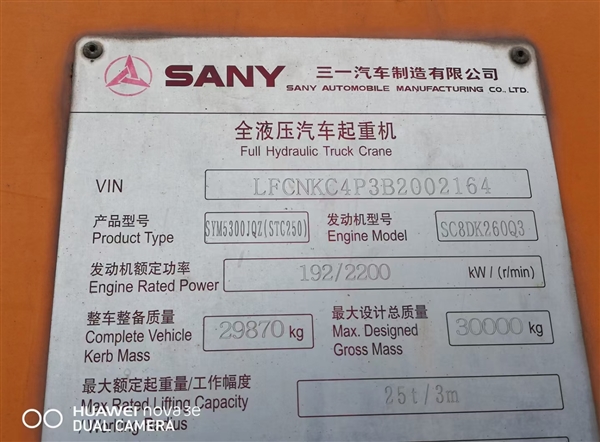 SANY 三一汽车制造有限公司
SANY AUTOMOBILE MANUFACTURING CO., LTD.
全液压汽车起重机
Full Hydraulic Truck Crane
VIN LFCNKC4P3B2002164
产品型号 SYM5300JQZ(STC250) 发动机型号 SC8DK260Q3
Product Type Engine Model
发动机额定功率 192/2200 kW / (r/min)
Engine Rated Power
整车整备质量 29870 kg 最大设计总质量 30000 kg
Complete Vehicle Max. Designed
Kerb Mass Gross Mass
最大额定起重量/工作幅度 25t/3m
Max Rated Lifting Capacity
HUAWEI nova 3e
DUAL CAMERA